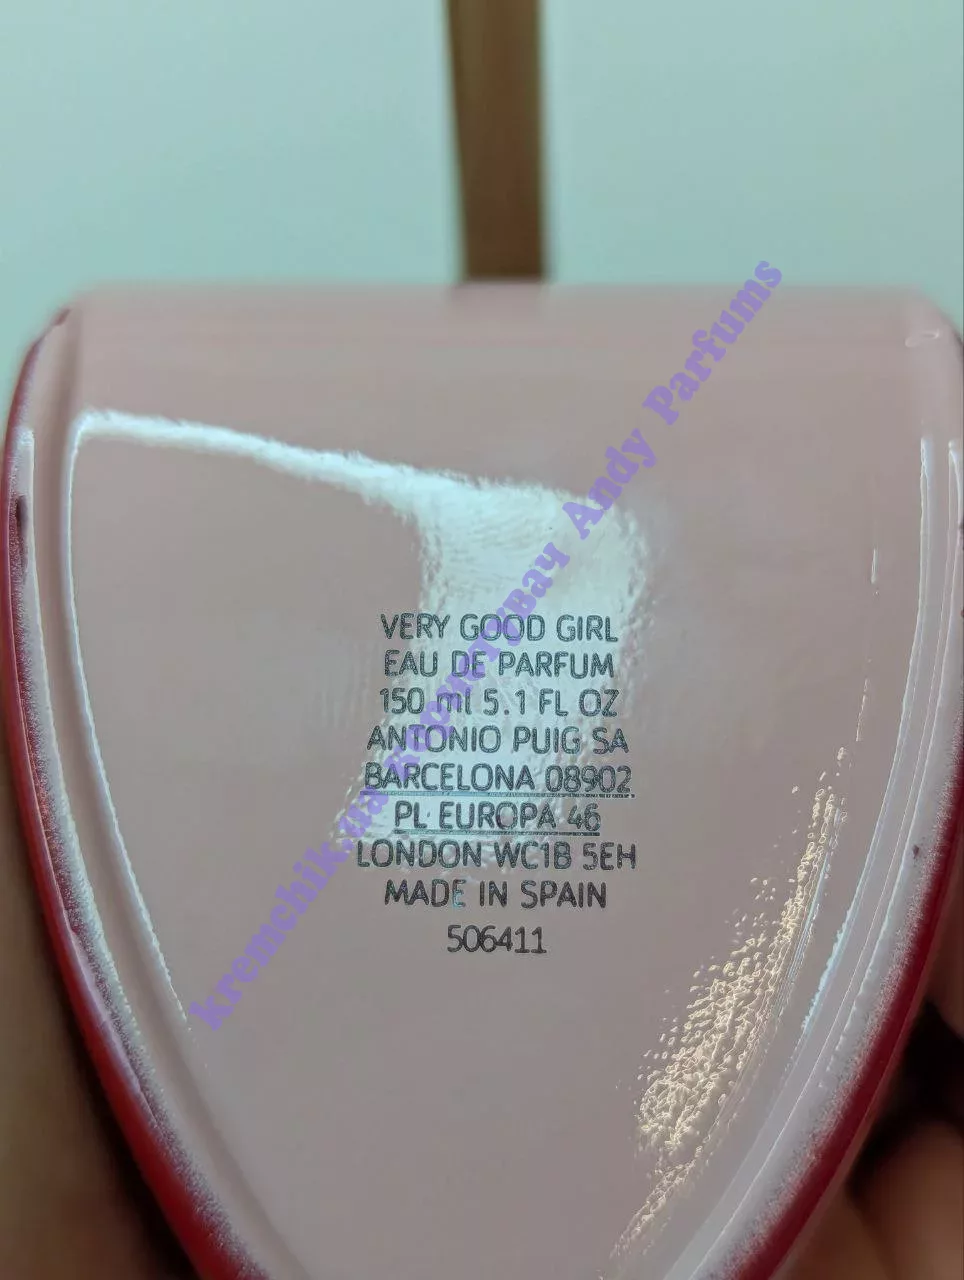 VERY GOOD GIRL
EAU DE PARFUM
150 ml 5.1 FL OZ
ANTONIO PUIG SA
BARCELONA 08902
PL EUROPA 46
LONDON WC1B 5EH
MADE IN SPAIN
506411
Andy Parfums